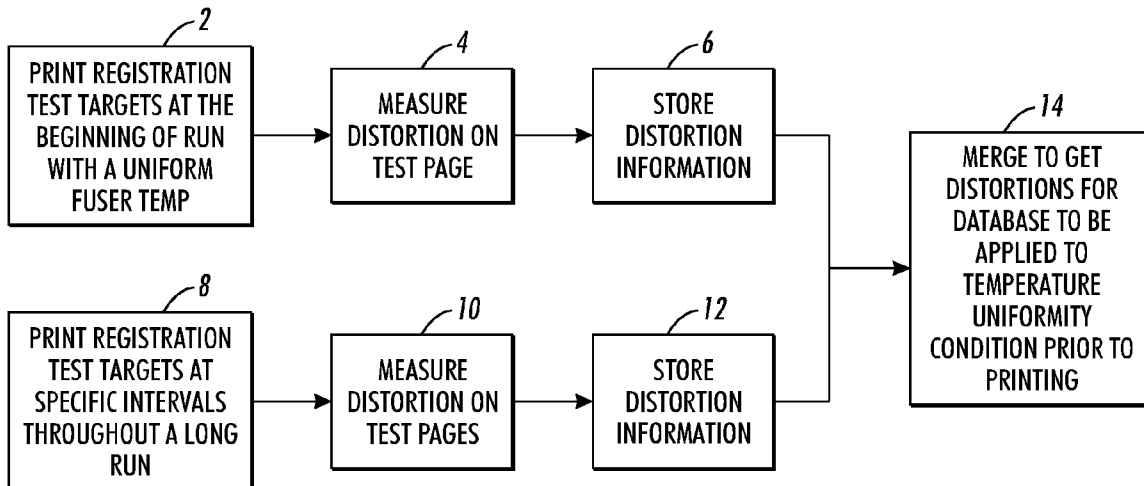 2
PRINT REGISTRATION
TEST TARGETS AT THE
BEGINNING OF RUN
WITH A UNIFORM
FUSER TEMP
4
MEASURE
DISTORTION ON
TEST PAGE
6
STORE
DISTORTION
INFORMATION
8
PRINT REGISTRATION
TEST TARGETS AT
SPECIFIC INTERVALS
THROUGHOUT A LONG
RUN
10
MEASURE
DISTORTION ON
TEST PAGES
12
STORE
DISTORTION
INFORMATION
14
MERGE TO GET
DISTORTIONS FOR
DATABASE TO BE
APPLIED TO
TEMPERATURE
UNIFORMITY
CONDITION PRIOR TO
PRINTING